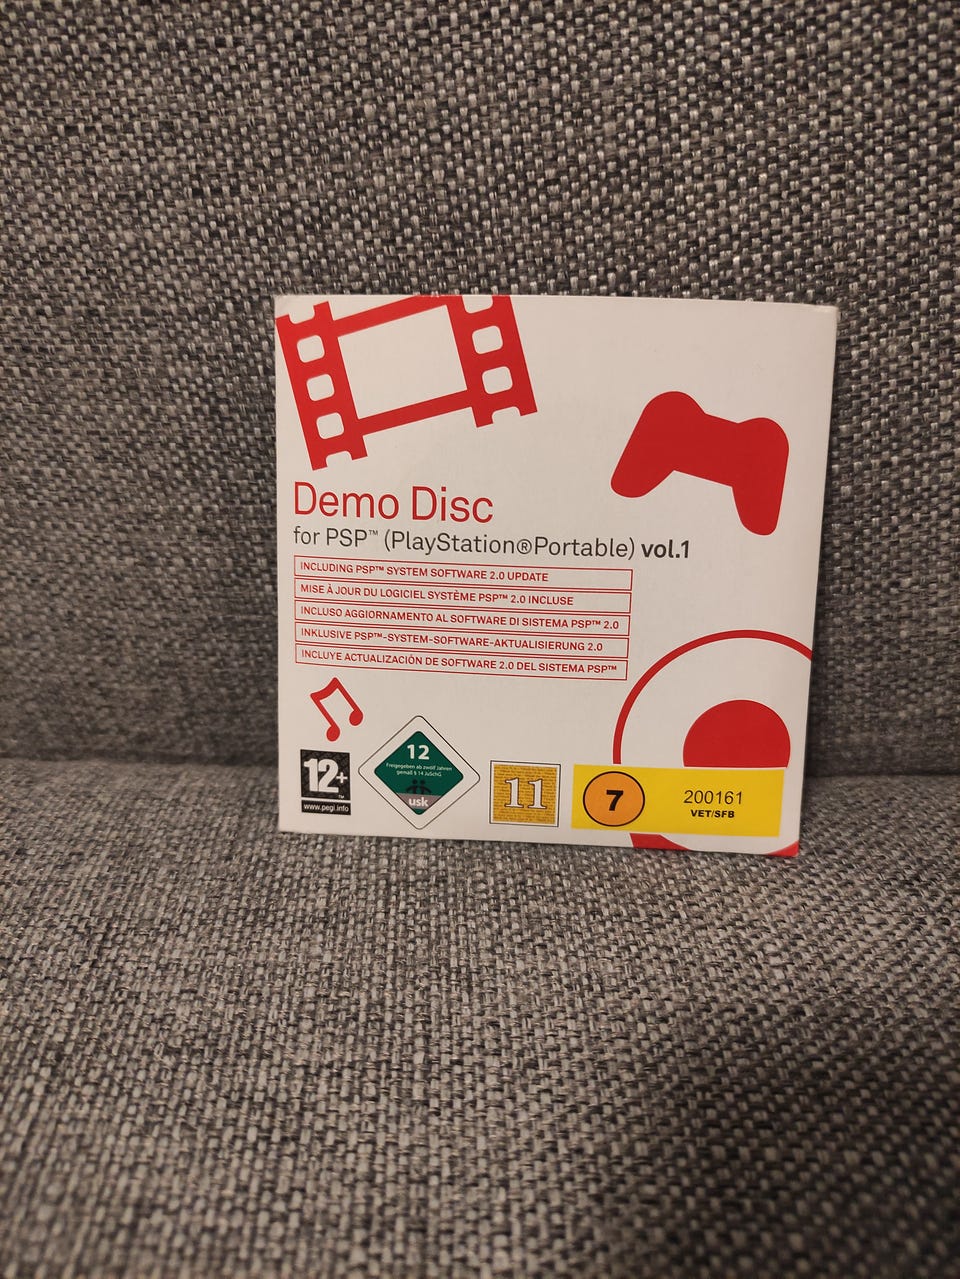 Demo Disc
for PSP™ (PlayStation®Portable) vol.1
INCLUDING PSP™ SYSTEM SOFTWARE 2.0 UPDATE
MISE À JOUR DU LOGICIEL SYSTÈME PSP™ 2.0 INCLUSE
INCLUSO AGGIORNAMENTO AL SOFTWARE DI SISTEMA PSP™ 2.0
INKLUSIVE PSP™-SYSTEM-SOFTWARE-AKTUALISIERUNG 2.0
INCLUYE ACTUALIZACIÓN DE SOFTWARE 2.0 DEL SISTEMA PSP™
12+
™
www.pegi.info
12
Freigegeben ab zwölf Jahren
gemäß § 14 JuSchG
usk
11
7
200161
VET/SFB